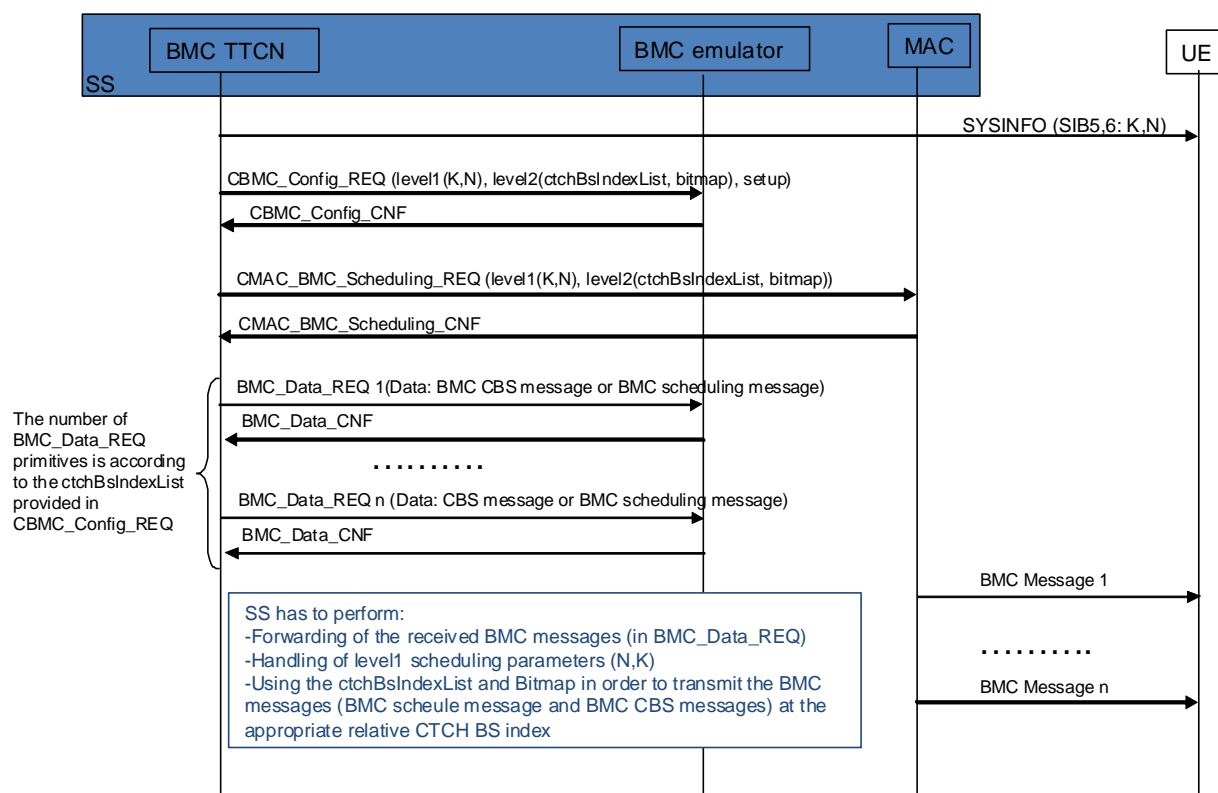 BMC TTCN
BMC emulator
MAC
UE
SS
SYSINFO (SIB5,6: K,N)
CBMC_Config_REQ (level1(K,N), level2(ctchBsIndexList, bitmap), setup)
CBMC_Config_CNF
CMAC_BMC_Scheduling_REQ (level1(K,N), level2(ctchBsIndexList, bitmap))
CMAC_BMC_Scheduling_CNF
BMC_Data_REQ 1(Data: BMC CBS message or BMC scheduling message)
BMC_Data_CNF
..........
BMC_Data_REQ n (Data: CBS message or BMC scheduling message)
BMC_Data_CNF
The number of
BMC_Data_REQ
primitives is according
to the ctchBsIndexList
provided in
CBMC_Config_REQ
BMC Message 1
..........
BMC Message n
SS has to perform:
-Forwarding of the received BMC messages (in BMC_Data_REQ)
-Handling of level1 scheduling parameters (N,K)
-Using the ctchBsIndexList and Bitmap in order to transmit the BMC
messages (BMC scheule message and BMC CBS messages) at the
appropriate relative CTCH BS index